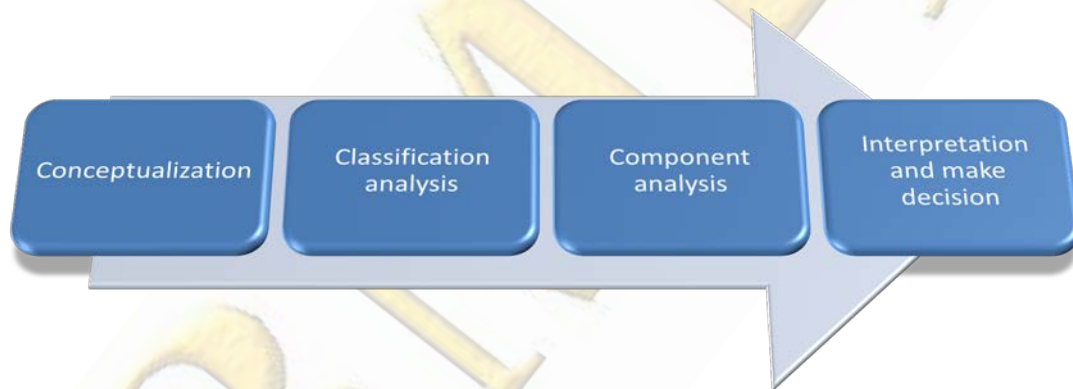 Conceptualization
Classification
analysis
Component
analysis
Interpretation
and make
decision